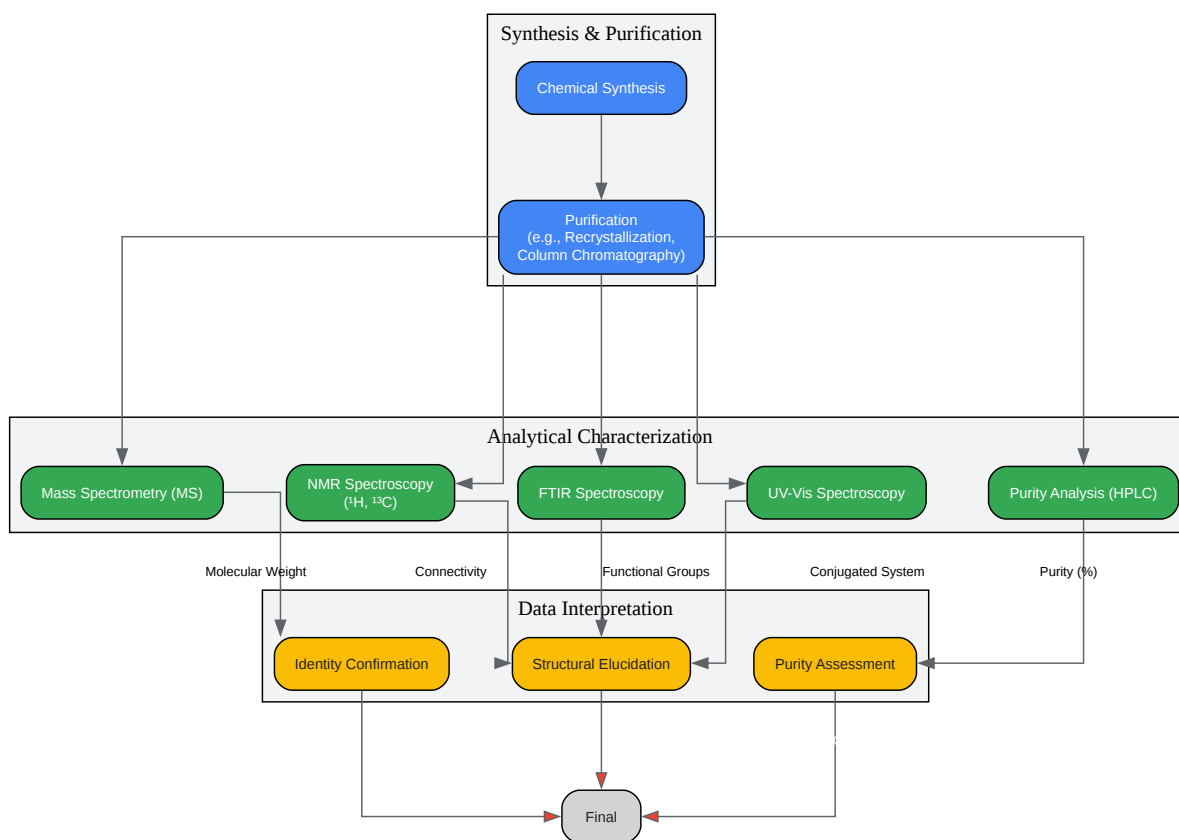 Synthesis & Purification
Chemical Synthesis
Purification
(e.g., Recrystallization,
Column Chromatography)
Analytical Characterization
Mass Spectrometry (MS)
NMR Spectroscopy
(¹H, ¹³C)
FTIR Spectroscopy
UV-Vis Spectroscopy
Purity Analysis (HPLC)
Molecular Weight
Connectivity
Functional Groups
Conjugated System
Purity (%)
Data Interpretation
Identity Confirmation
Structural Elucidation
Purity Assessment
Final